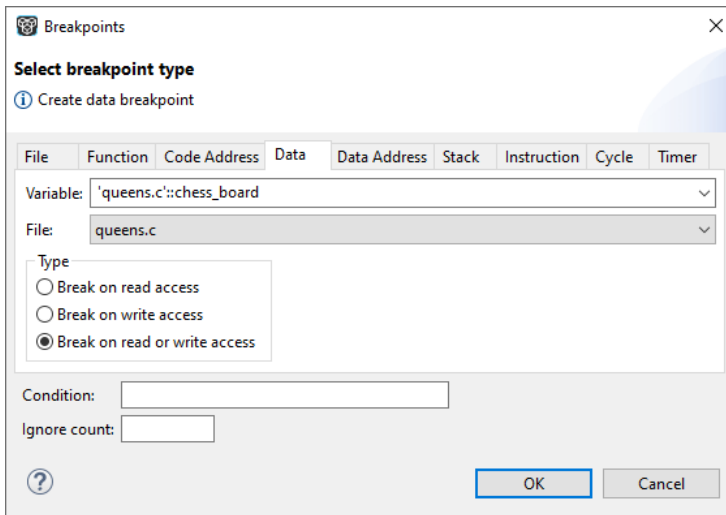 Breakpoints
Select breakpoint type
Create data breakpoint
File Function Code Address Data Data Address Stack Instruction Cycle Timer
Variable: 'queens.c'::chess_board
File: queens.c
Type
Break on read access
Break on write access
Break on read or write access
Condition:
Ignore count:
? OK Cancel